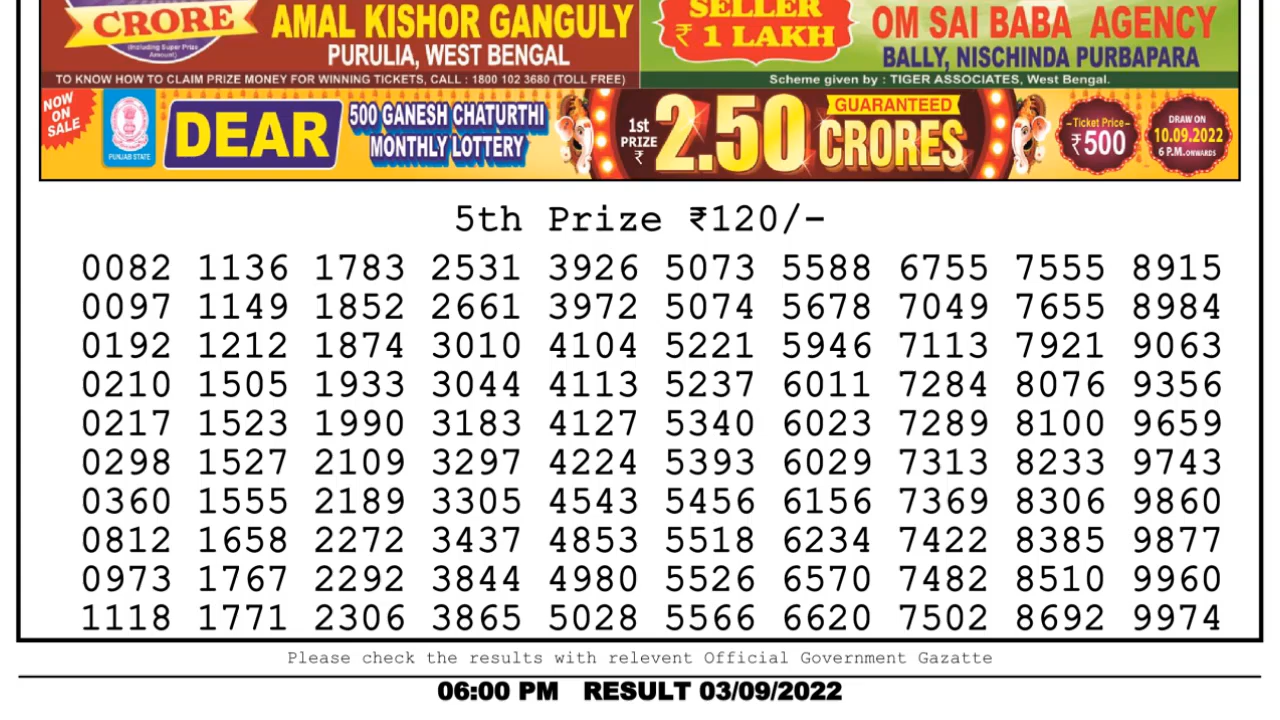 CRORE
(Including Super Prize Amount)
AMAL KISHOR GANGULY
PURULIA, WEST BENGAL
SELLER
₹ 1 LAKH
OM SAI BABA AGENCY
BALLY, NISCHINDA PURBAPARA
TO KNOW HOW TO CLAIM PRIZE MONEY FOR WINNING TICKETS, CALL : 1800 102 3680 (TOLL FREE)
Scheme given by : TIGER ASSOCIATES, West Bengal.
NOW
ON
SALE
PUNJAB STATE
DEAR
500 GANESH CHATURTHI
MONTHLY LOTTERY
1st
PRIZE
₹
2.50
GUARANTEED
CRORES
-Ticket Price-
₹500
DRAW ON
10.09.2022
6 P.M. ONWARDS
5th Prize ₹120/-
0082 1136 1783 2531 3926 5073 5588 6755 7555 8915
0097 1149 1852 2661 3972 5074 5678 7049 7655 8984
0192 1212 1874 3010 4104 5221 5946 7113 7921 9063
0210 1505 1933 3044 4113 5237 6011 7284 8076 9356
0217 1523 1990 3183 4127 5340 6023 7289 8100 9659
0298 1527 2109 3297 4224 5393 6029 7313 8233 9743
0360 1555 2189 3305 4543 5456 6156 7369 8306 9860
0812 1658 2272 3437 4853 5518 6234 7422 8385 9877
0973 1767 2292 3844 4980 5526 6570 7482 8510 9960
1118 1771 2306 3865 5028 5566 6620 7502 8692 9974
Please check the results with relevent Official Government Gazatte
06:00 PM RESULT 03/09/2022